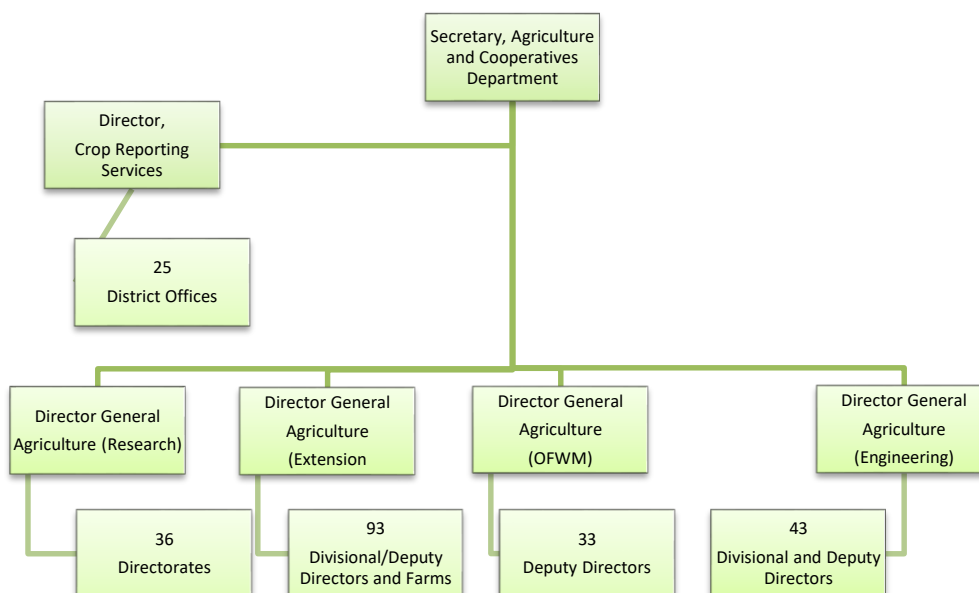 Secretary, Agriculture
and Cooperatives
Department
Director,
Crop Reporting
Services
25
District Offices
Director General
Agriculture (Research)
Director General
Agriculture
(Extension
Director General
Agriculture
(OFWM)
Director General
Agriculture
(Engineering)
36
Directorates
93
Divisional/Deputy
Directors and Farms
33
Deputy Directors
43
Divisional and Deputy
Directors